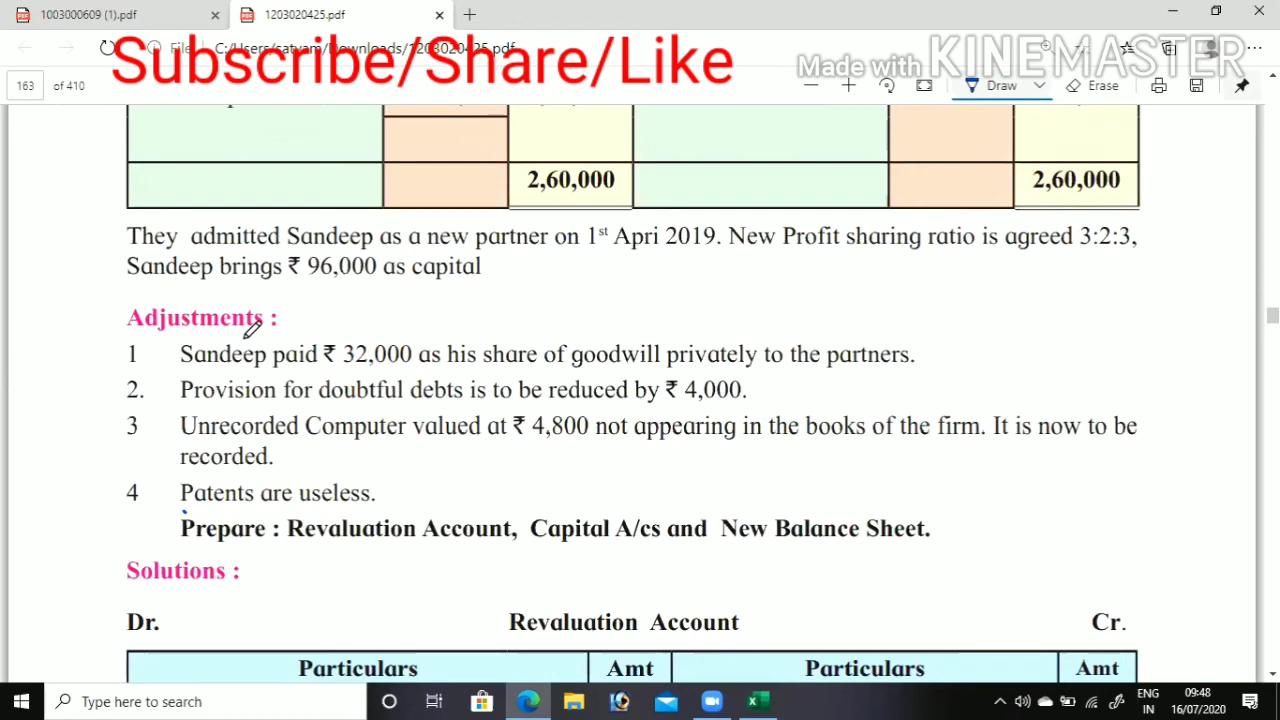 1003000609 (1).pdf
1203020425.pdf
File
C:/Users/satyam/Downloads/1203020425.pdf
Subscribe/Share/Like
Made with KINEMASTER
163 of 410
Draw
Erase
2,60,000 2,60,000
They admitted Sandeep as a new partner on 1st Apri 2019. New Profit sharing ratio is agreed 3:2:3,
Sandeep brings ₹ 96,000 as capital
Adjustments :
1 Sandeep paid ₹ 32,000 as his share of goodwill privately to the partners.
2. Provision for doubtful debts is to be reduced by ₹ 4,000.
3 Unrecorded Computer valued at ₹ 4,800 not appearing in the books of the firm. It is now to be
recorded.
4 Patents are useless.
Prepare : Revaluation Account, Capital A/cs and New Balance Sheet.
Solutions :
Dr. Revaluation Account Cr.
Particulars Amt Particulars Amt
Type here to search
ENG
IN
09:48
16/07/2020